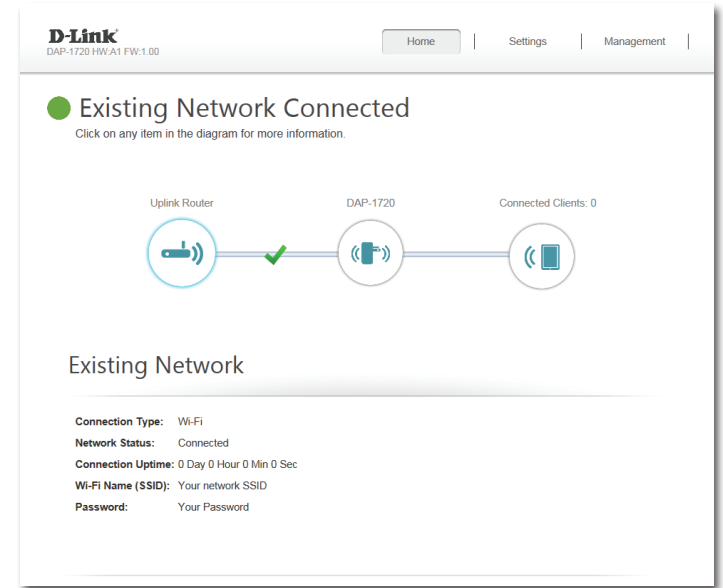 D-Link
DAP-1720 HW:A1 FW:1.00
Home
Settings
Management
Existing Network Connected
Click on any item in the diagram for more information.
Uplink Router
DAP-1720
Connected Clients: 0
Existing Network
Connection Type: Wi-Fi
Network Status: Connected
Connection Uptime: 0 Day 0 Hour 0 Min 0 Sec
Wi-Fi Name (SSID): Your network SSID
Password: Your Password